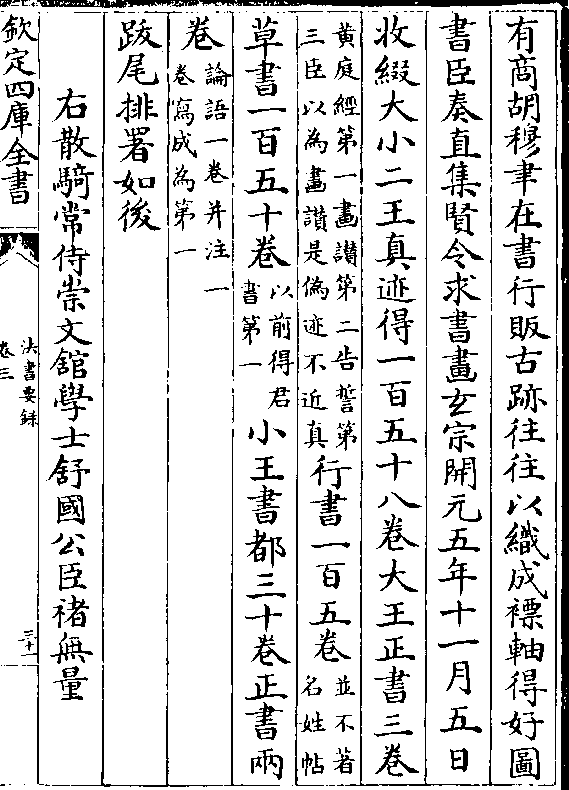 有商胡穆聿在書行販古跡往往以織成褾軸得好圖
書臣奏直集賢令求書畫玄宗開元五年十一月五日
收綴大小二王真迹得一百五十八卷大王正書三卷
黄庭經第一畫讃第二告誓第
三臣以為畫讃是偽迹不近真
行書一百五卷
並不著
名姓帖
草書一百五十卷
以前得君
書第一
小王書都三十卷正書兩
卷
論語一卷并注一
卷寫成為第一
跋尾排署如後
右散騎常侍崇文舘學士舒國公臣禇無量
欽定四庫全書
法書要録
卷三